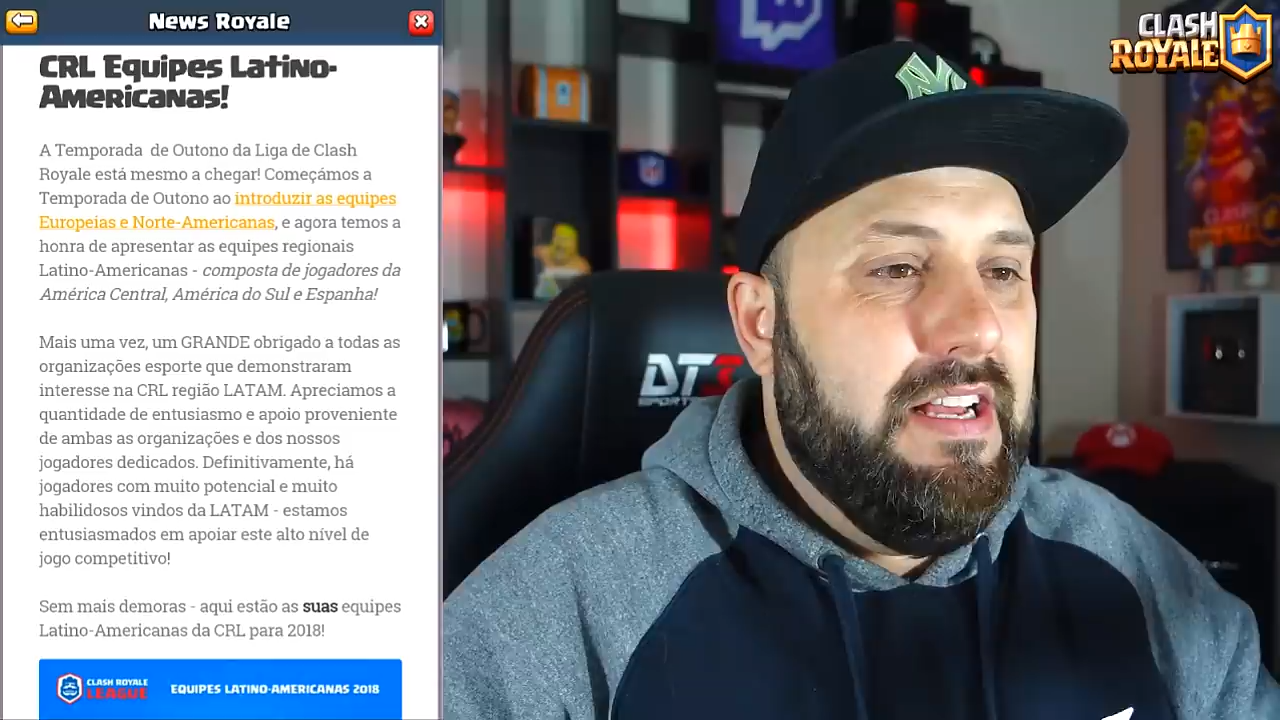 News Royale
CRL Equipes Latino-
Americanas!
A Temporada de Outono da Liga de Clash
Royale está mesmo a chegar! Começámos a
Temporada de Outono ao introduzir as equipes
Europeias e Norte-Americanas, e agora temos a
honra de apresentar as equipes regionais
Latino-Americanas - composta de jogadores da
América Central, América do Sul e Espanha!
Mais uma vez, um GRANDE obrigado a todas as
organizações esporte que demonstraram
interesse na CRL região LATAM. Apreciamos a
quantidade de entusiasmo e apoio proveniente
de ambas as organizações e dos nossos
jogadores dedicados. Definitivamente, há
jogadores com muito potencial e muito
habilidosos vindos da LATAM - estamos
entusiasmados em apoiar este alto nível de
jogo competitivo!
Sem mais demoras - aqui estão as suas equipes
Latino-Americanas da CRL para 2018!
CLASH ROYALE
LEAGUE
EQUIPES LATINO-AMERICANAS 2018
CLASH
ROYALE
NY
DT3
SPORTS